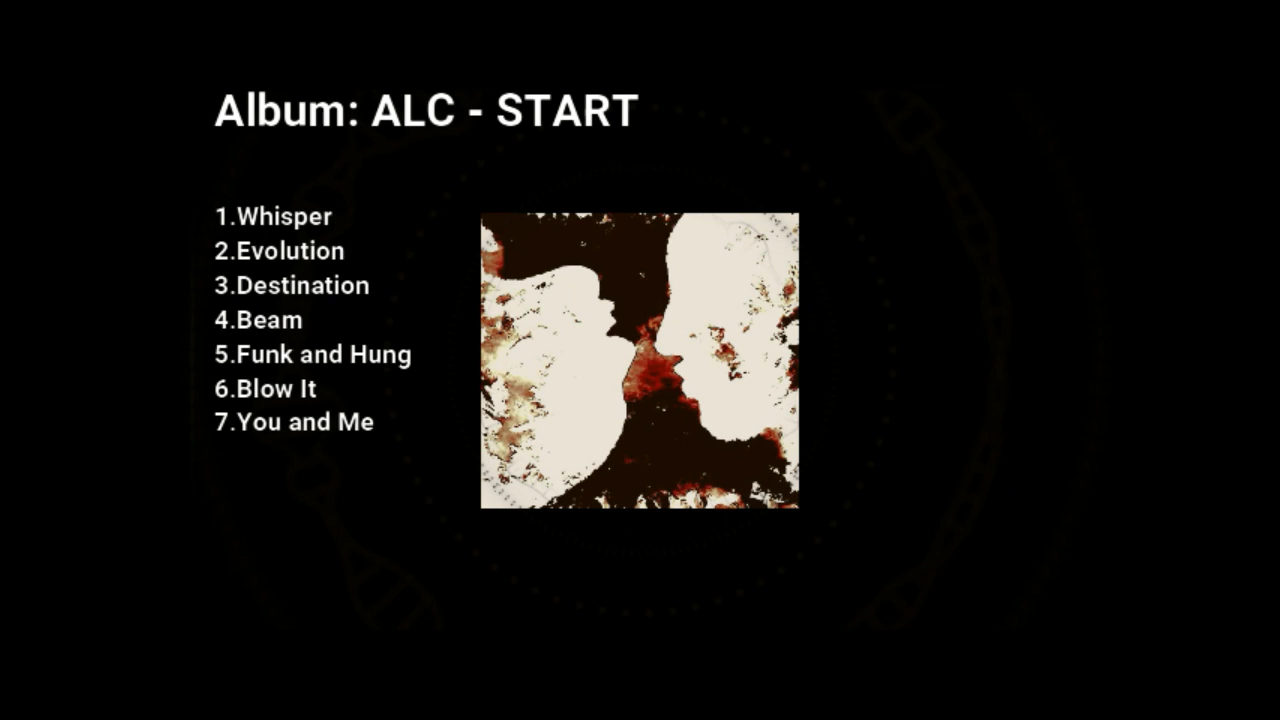 Album: ALC - START
1.Whisper
2.Evolution
3.Destination
4.Beam
5.Funk and Hung
6.Blow It
7.You and Me